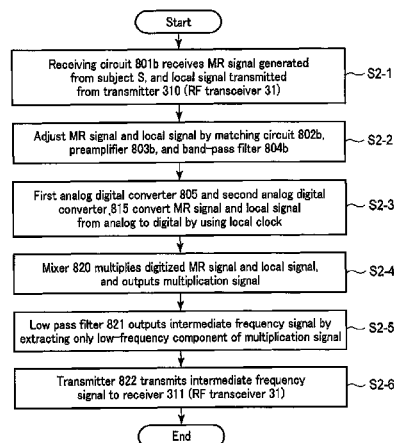 Start
Receiving circuit 801b receives MR signal generated
from subject S, and local signal transmitted
from transmitter 310 (RF transceiver 31)
S2-1
Adjust MR signal and local signal by matching circuit 802b,
preamplifier 803b, and band-pass filter 804b
S2-2
First analog digital converter 805 and second analog digital
converter 815 convert MR signal and local signal
from analog to digital by using local clock
S2-3
Mixer 820 multiplies digitized MR signal and local signal,
and outputs multiplication signal
S2-4
Low pass filter 821 outputs intermediate frequency signal by
extracting only low-frequency component of multiplication signal
S2-5
Transmitter 822 transmits intermediate frequency
signal to receiver 311 (RF transceiver 31)
S2-6
End